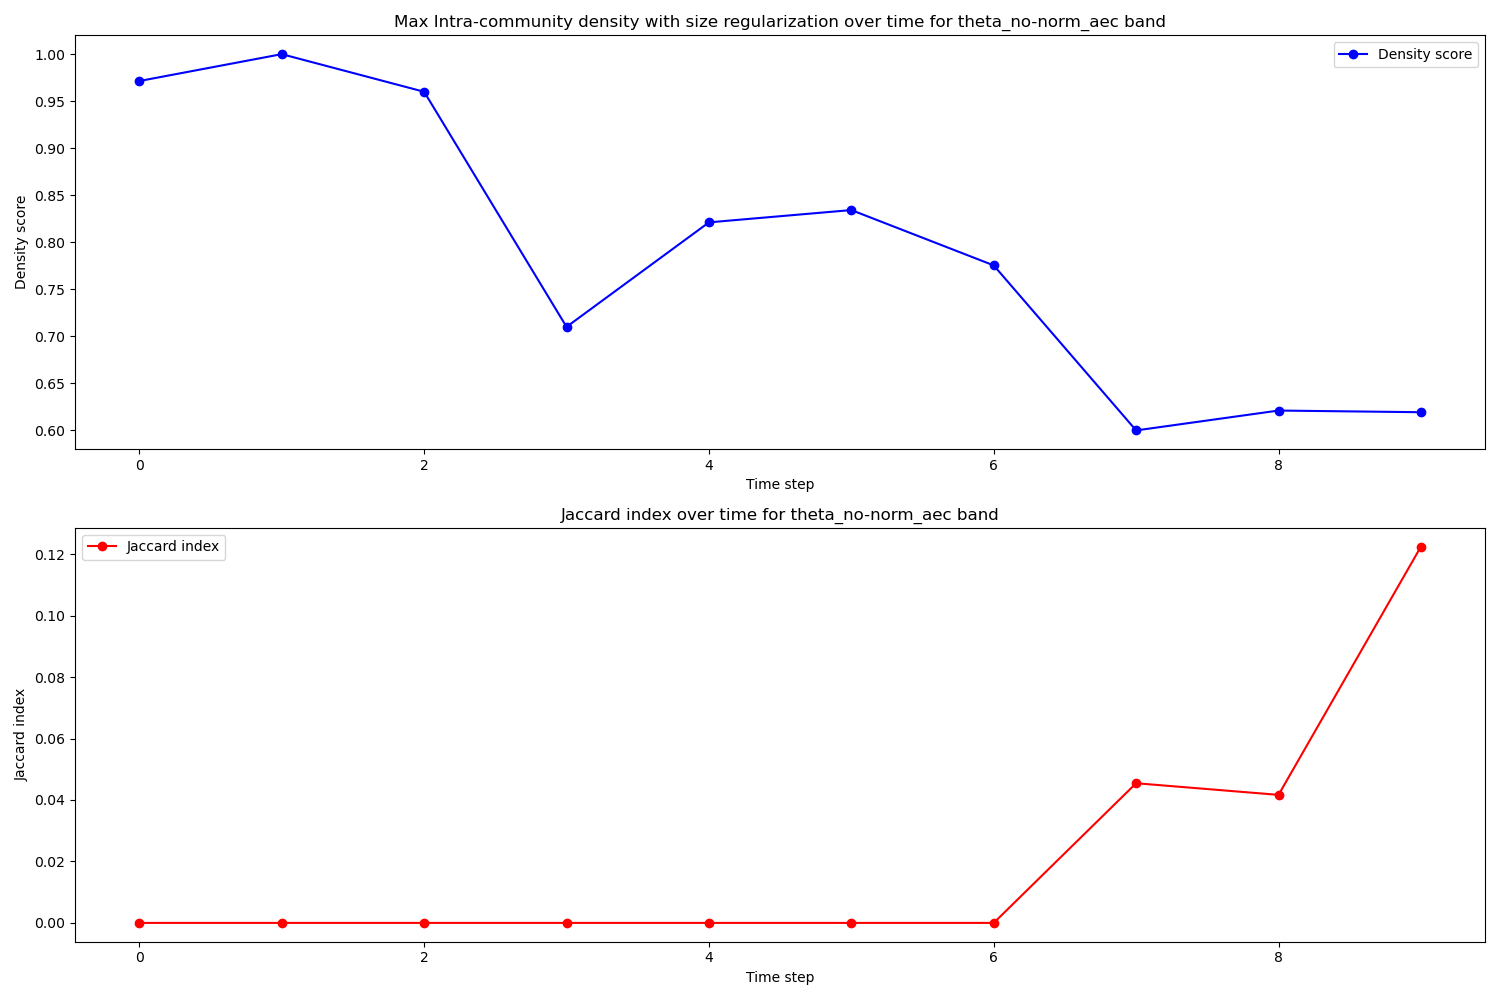 Max Intra-community density with size regularization over time for theta_no-norm_aec band
1.00
0.95
0.90
0.85
0.80
0.75
0.70
0.65
0.60
Density score
Density score
0 2 4 6 8
Time step
Jaccard index over time for theta_no-norm_aec band
Jaccard index
0.12
0.10
0.08
0.06
0.04
0.02
0.00
Jaccard index
0 2 4 6 8
Time step